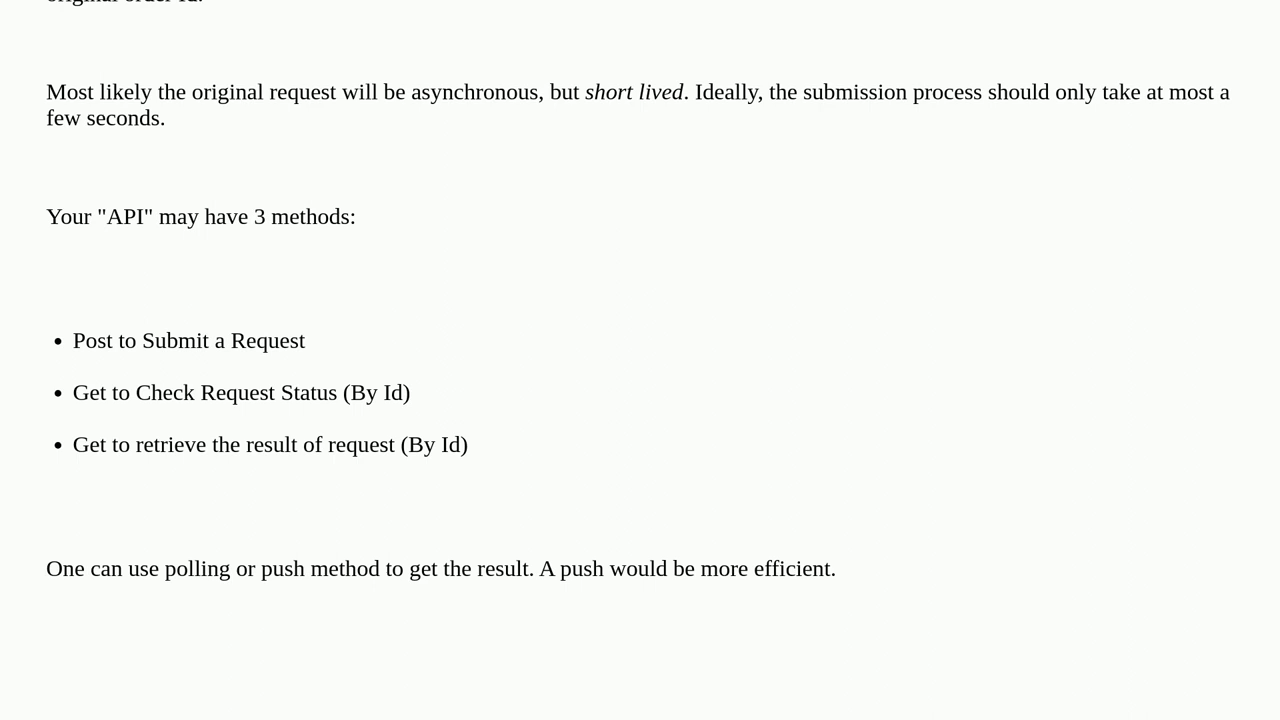 original order id.
Most likely the original request will be asynchronous, but short lived. Ideally, the submission process should only take at most a
few seconds.
Your "API" may have 3 methods:
• Post to Submit a Request
• Get to Check Request Status (By Id)
• Get to retrieve the result of request (By Id)
One can use polling or push method to get the result. A push would be more efficient.